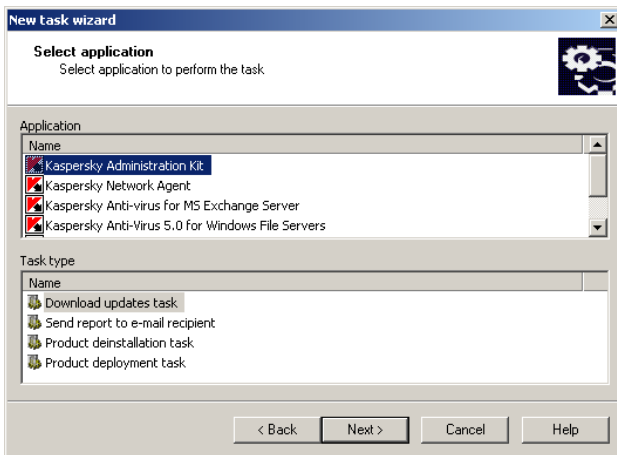 New task wizard
Select application
Select application to perform the task
Application
Name
Kaspersky Administration Kit
Kaspersky Network Agent
Kaspersky Anti-virus for MS Exchange Server
Kaspersky Anti-Virus 5.0 for Windows File Servers
Task type
Name
Download updates task
Send report to e-mail recipient
Product deinstallation task
Product deployment task
< Back Next > Cancel Help